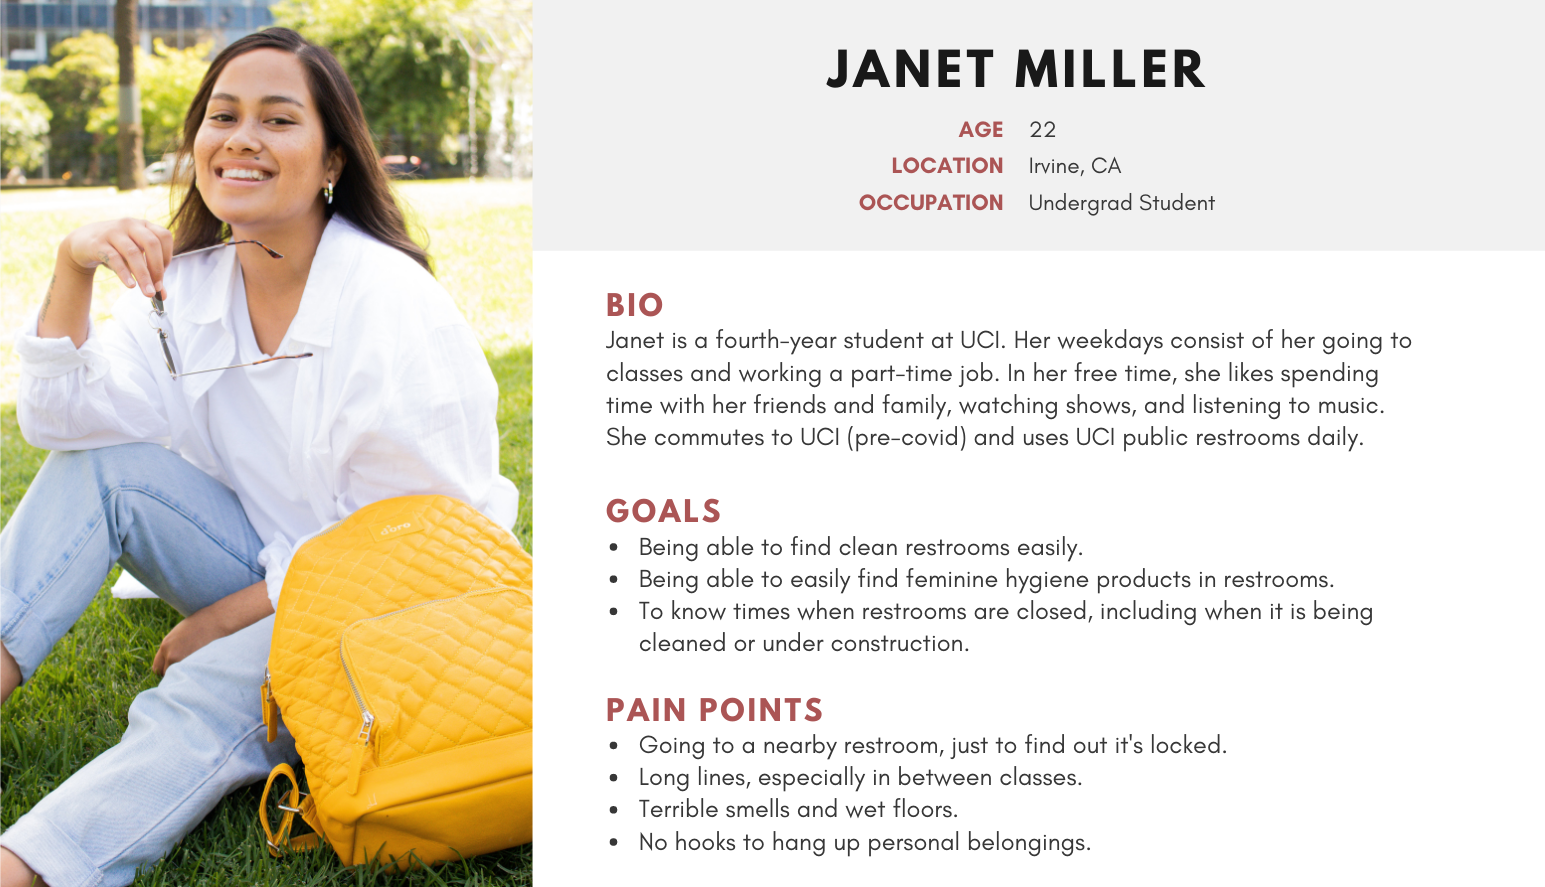 JANET MILLER
AGE 22
LOCATION Irvine, CA
OCCUPATION Undergrad Student
BIO
Janet is a fourth-year student at UCI. Her weekdays consist of her going to
classes and working a part-time job. In her free time, she likes spending
time with her friends and family, watching shows, and listening to music.
She commutes to UCI (pre-covid) and uses UCI public restrooms daily.
GOALS
• Being able to find clean restrooms easily.
• Being able to easily find feminine hygiene products in restrooms.
• To know times when restrooms are closed, including when it is being
cleaned or under construction.
PAIN POINTS
• Going to a nearby restroom, just to find out it's locked.
• Long lines, especially in between classes.
• Terrible smells and wet floors.
• No hooks to hang up personal belongings.